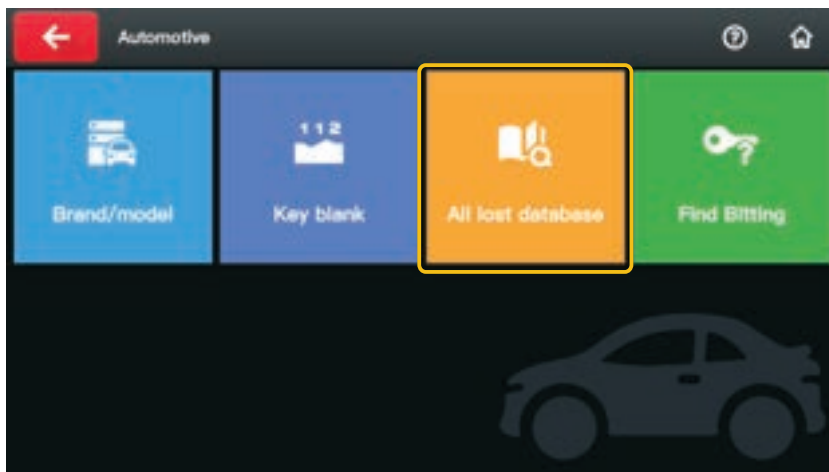 Automotive
112
Brand/model
Key blank
All lost database
Find Bitting